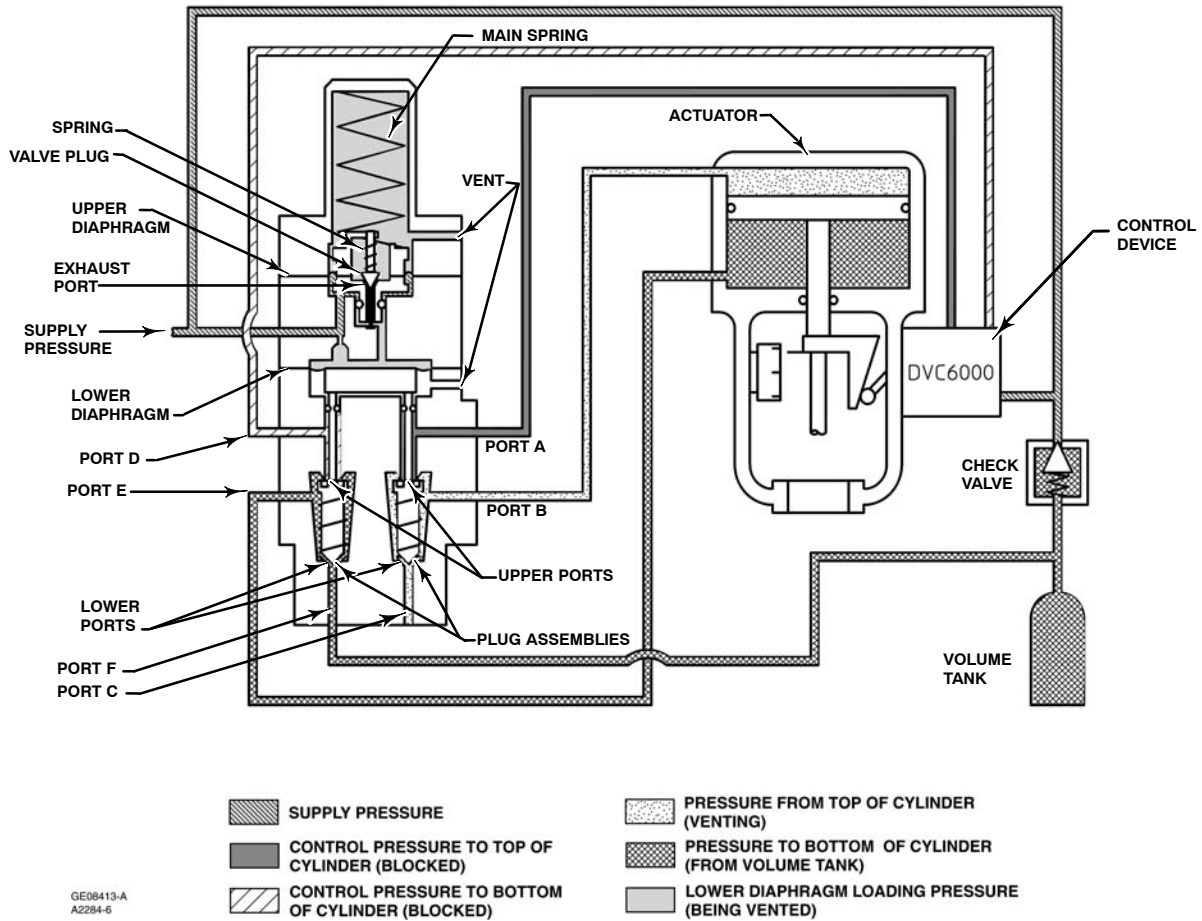 MAIN SPRING
SPRING
VALVE PLUG
UPPER
DIAPHRAGM
EXHAUST
PORT
SUPPLY
PRESSURE
LOWER
DIAPHRAGM
PORT D
PORT E
LOWER
PORTS
PORT F
PORT C
VENT
ACTUATOR
CONTROL
DEVICE
DVC6000
PORT A
PORT B
CHECK
VALVE
UPPER PORTS
PLUG ASSEMBLIES
VOLUME
TANK
SUPPLY PRESSURE
CONTROL PRESSURE TO TOP OF
CYLINDER (BLOCKED)
CONTROL PRESSURE TO BOTTOM
OF CYLINDER (BLOCKED)
PRESSURE FROM TOP OF CYLINDER
(VENTING)
PRESSURE TO BOTTOM OF CYLINDER
(FROM VOLUME TANK)
LOWER DIAPHRAGM LOADING PRESSURE
(BEING VENTED)
GE08413-A
A2284-6